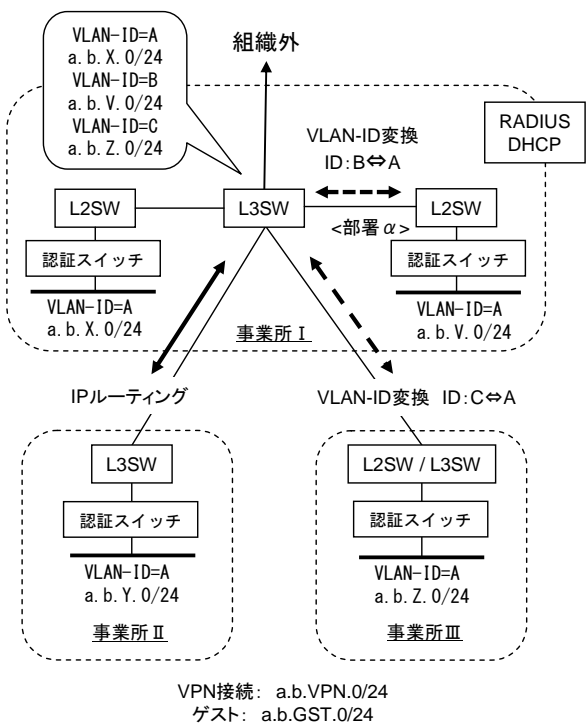 VLAN-ID=A
a.b.X.0/24
VLAN-ID=B
a.b.V.0/24
VLAN-ID=C
a.b.Z.0/24
組織外
RADIUS
DHCP
VLAN-ID変換
ID:B⇔A
L2SW
L3SW
L2SW
<部署α>
認証スイッチ
認証スイッチ
VLAN-ID=A
a.b.X.0/24
VLAN-ID=A
a.b.V.0/24
事業所Ⅰ
IPルーティング
VLAN-ID変換 ID:C⇔A
L3SW
L2SW / L3SW
認証スイッチ
認証スイッチ
VLAN-ID=A
a.b.Y.0/24
VLAN-ID=A
a.b.Z.0/24
事業所Ⅱ
事業所Ⅲ
VPN接続: a.b.VPN.0/24
ゲスト: a.b.GST.0/24